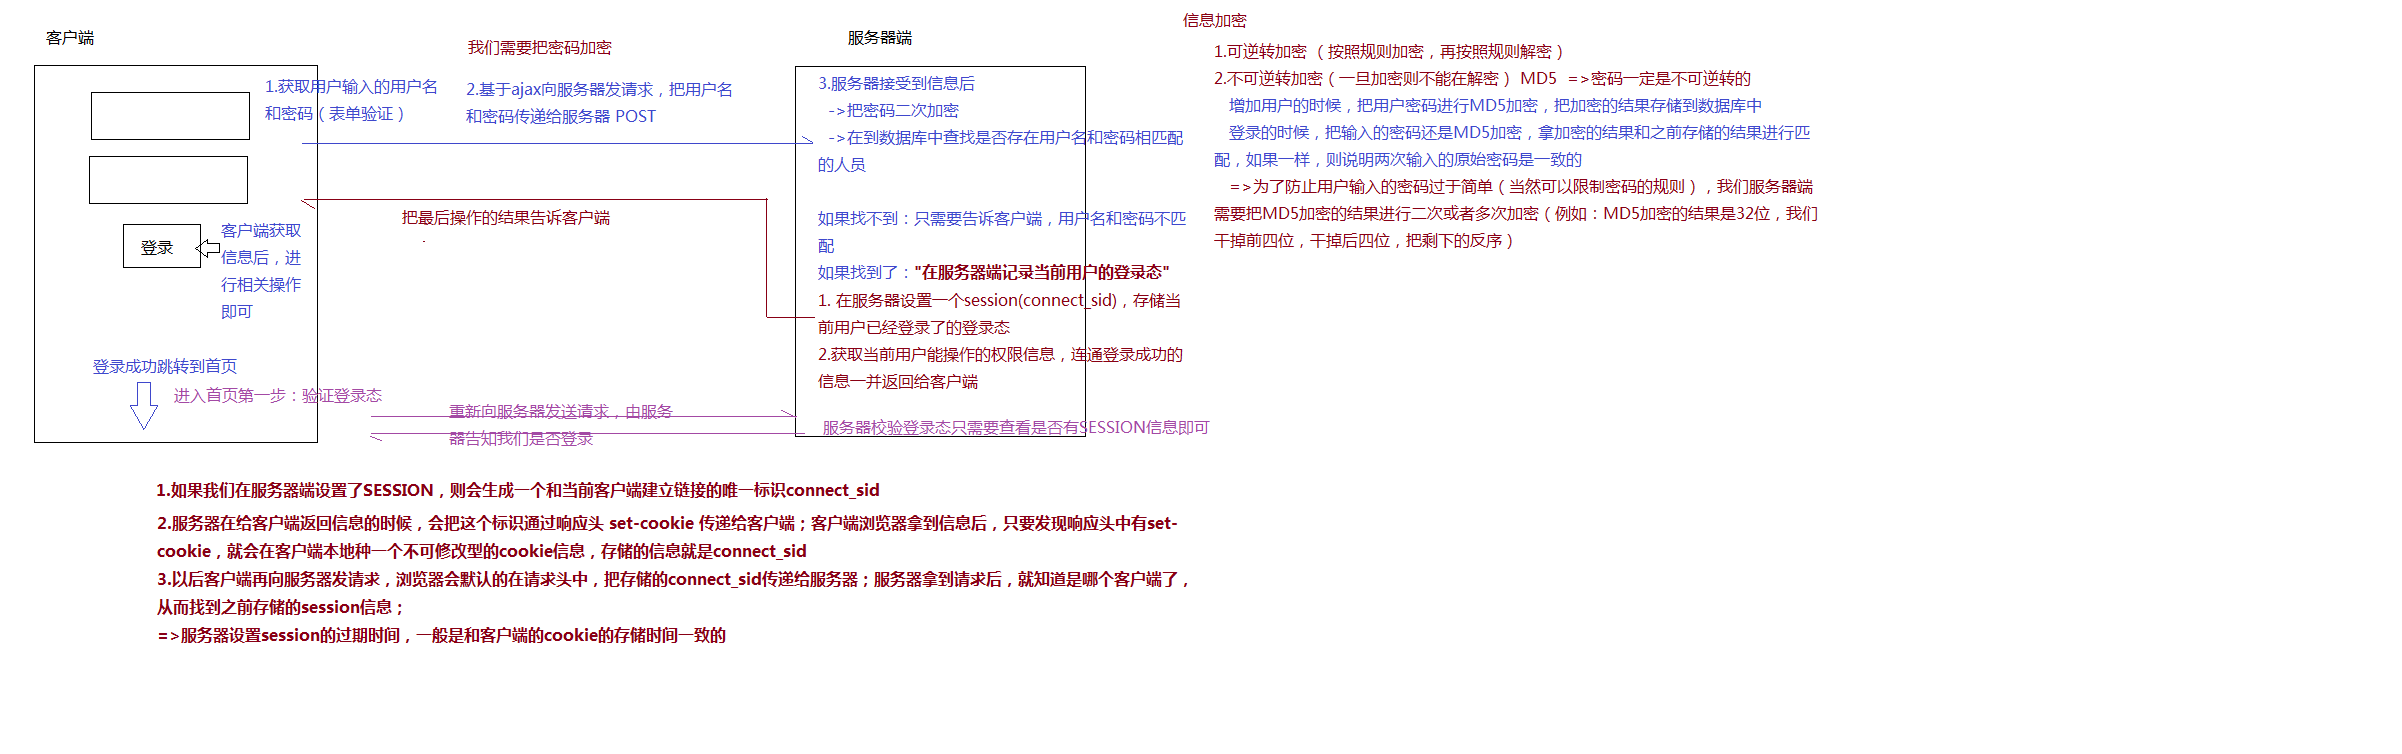 客户端
1.获取用户输入的用户名
和密码（表单验证）
登录
客户端获取
信息后，进
行相关操作
即可
登录成功跳转到首页
进入首页第一步：验证登录态
我们需要把密码加密
2.基于ajax向服务器发请求，把用户名
和密码传递给服务器 POST
把最后操作的结果告诉客户端
重新向服务器发送请求，由服务
器告知我们是否登录
服务器端
3.服务器接受到信息后
->把密码二次加密
->在到数据库中查找是否存在用户名和密码相匹配
的人员
如果找不到：只需要告诉客户端，用户名和密码不匹
配
如果找到了："在服务器端记录当前用户的登录态"
1. 在服务器设置一个session(connect_sid)，存储当
前用户已经登录了的登录态
2.获取当前用户能操作的权限信息，连通登录成功的
信息一并返回给客户端
服务器校验登录态只需要查看是否有SESSION信息即可
信息加密
1.可逆转加密 （按照规则加密，再按照规则解密）
2.不可逆转加密（一旦加密则不能在解密） MD5 =>密码一定是不可逆转的
增加用户的时候，把用户密码进行MD5加密，把加密的结果存储到数据库中
登录的时候，把输入的密码还是MD5加密，拿加密的结果和之前存储的结果进行匹
配，如果一样，则说明两次输入的原始密码是一致的
=>为了防止用户输入的密码过于简单（当然可以限制密码的规则），我们服务器端
需要把MD5加密的结果进行二次或者多次加密（例如：MD5加密的结果是32位，我们
干掉前四位，干掉后四位，把剩下的反序）
1.如果我们在服务器端设置了SESSION，则会生成一个和当前客户端建立链接的唯一标识connect_sid
2.服务器在给客户端返回信息的时候，会把这个标识通过响应头 set-cookie 传递给客户端；客户端浏览器拿到信息后，只要发现响应头中有set-
cookie，就会在客户端本地种一个不可修改型的cookie信息，存储的信息就是connect_sid
3.以后客户端再向服务器发请求，浏览器会默认的在请求头中，把存储的connect_sid传递给服务器；服务器拿到请求后，就知道是哪个客户端了，
从而找到之前存储的session信息；
=>服务器设置session的过期时间，一般是和客户端的cookie的存储时间一致的